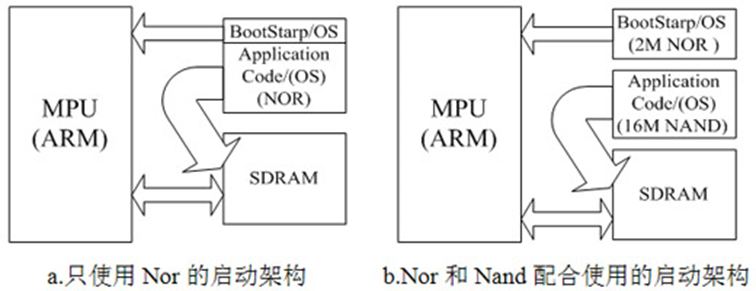 MPU
(ARM)
BootStarp/OS
Application
Code/(OS)
(NOR)
SDRAM
a.只使用 Nor 的启动架构
MPU
(ARM)
BootStarp/OS
(2M NOR )
Application
Code/(OS)
(16M NAND)
SDRAM
b.Nor 和 Nand 配合使用的启动架构